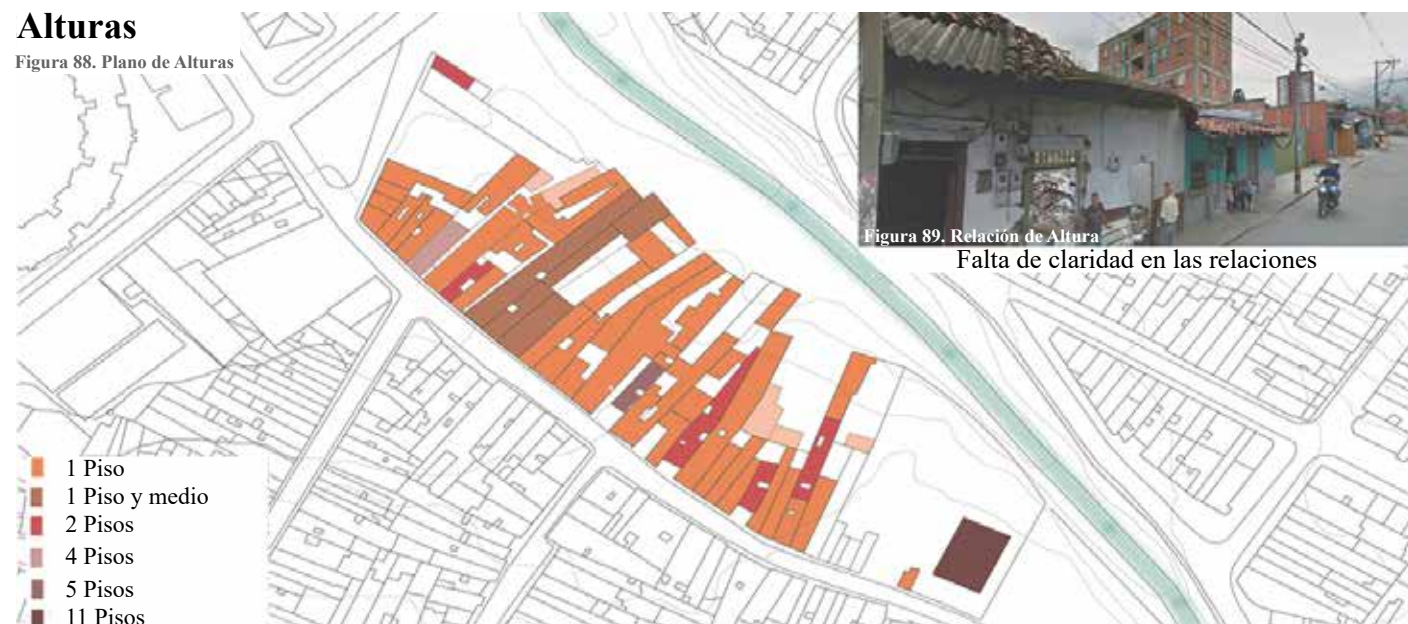 Alturas
Figura 88. Plano de Alturas
Figura 89. Relación de Altura
Falta de claridad en las relaciones
1 Piso
1 Piso y medio
2 Pisos
4 Pisos
5 Pisos
11 Pisos